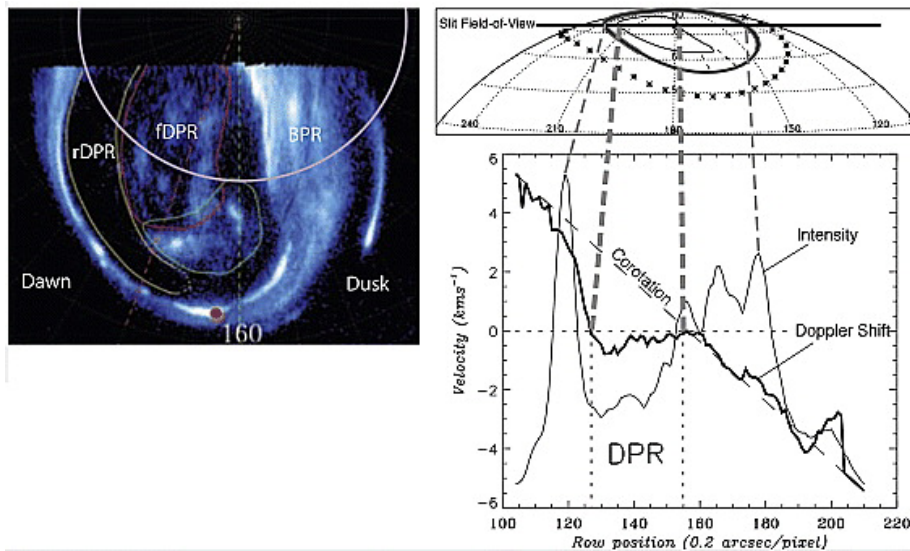 fDPR
BPR
rDPR
Dawn
Dusk
160
Slit Field-of-View
240
210
180
150
120
6
4
2
0
-2
-4
-6
Velocity (kms⁻¹)
Corotation
Intensity
Doppler Shift
DPR
100 120 140 160 180 200 220
Row position (0.2 arcsec/pixel)